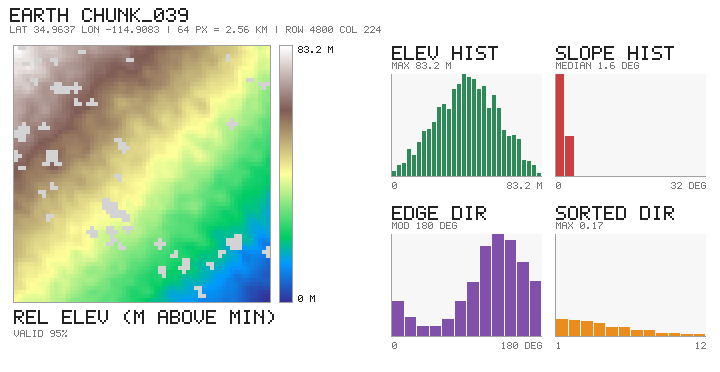 EARTH CHUNK_039
LAT 34.9637 LON -114.9083 | 64 PX = 2.56 KM | ROW 4800 COL 224
83.2 M
0 M
REL ELEV (M ABOVE MIN)
VALID 95%
ELEV HIST
MAX 83.2 M
0 83.2 M
SLOPE HIST
MEDIAN 1.6 DEG
0 32 DEG
EDGE DIR
MOD 180 DEG
0 180 DEG
SORTED DIR
MAX 0.17
1 12